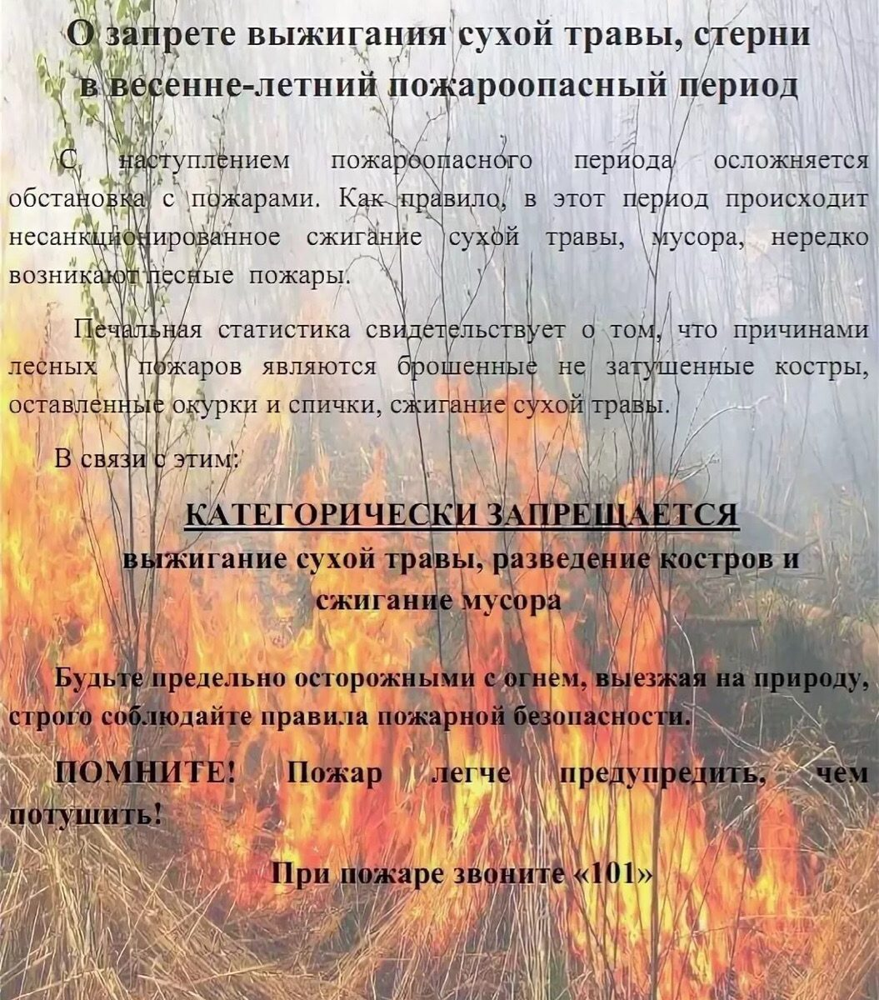 О запрете выжигания сухой травы, стерни
в весенне-летний пожароопасный период
С наступлением пожароопасного периода осложняется
обстановка с пожарами. Как правило, в этот период происходит
несанкционированное сжигание сухой травы, мусора, нередко
возникают лесные пожары.
Печальная статистика свидетельствует о том, что причинами
лесных пожаров являются брошенные не затушенные костры,
оставленные окурки и спички, сжигание сухой травы.
В связи с этим:
КАТЕГОРИЧЕСКИ ЗАПРЕЩАЕТСЯ
выжигание сухой травы, разведение костров и
сжигание мусора
Будьте предельно осторожными с огнем, выезжая на природу,
строго соблюдайте правила пожарной безопасности.
ПОМНИТЕ! Пожар легче предупредить, чем
потушить!
При пожаре звоните «101»